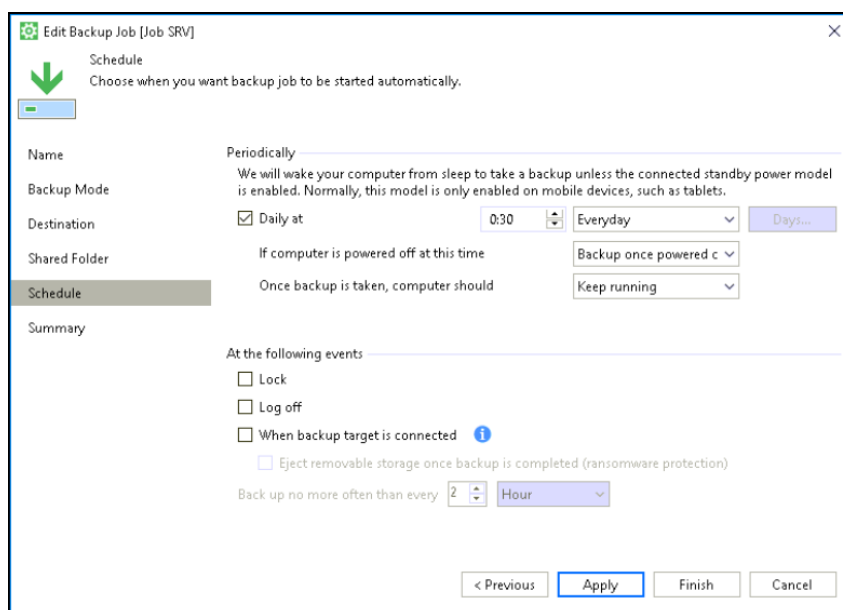 Edit Backup Job [Job SRV]
Schedule
Choose when you want backup job to be started automatically.
Name
Backup Mode
Destination
Shared Folder
Schedule
Summary
Periodically
We will wake your computer from sleep to take a backup unless the connected standby power model
is enabled. Normally, this model is only enabled on mobile devices, such as tablets.
Daily at 0:30 Everyday Days...
If computer is powered off at this time Backup once powered c
Once backup is taken, computer should Keep running
At the following events
Lock
Log off
When backup target is connected
Eject removable storage once backup is completed (ransomware protection)
Back up no more often than every 2 Hour
< Previous Apply Finish Cancel